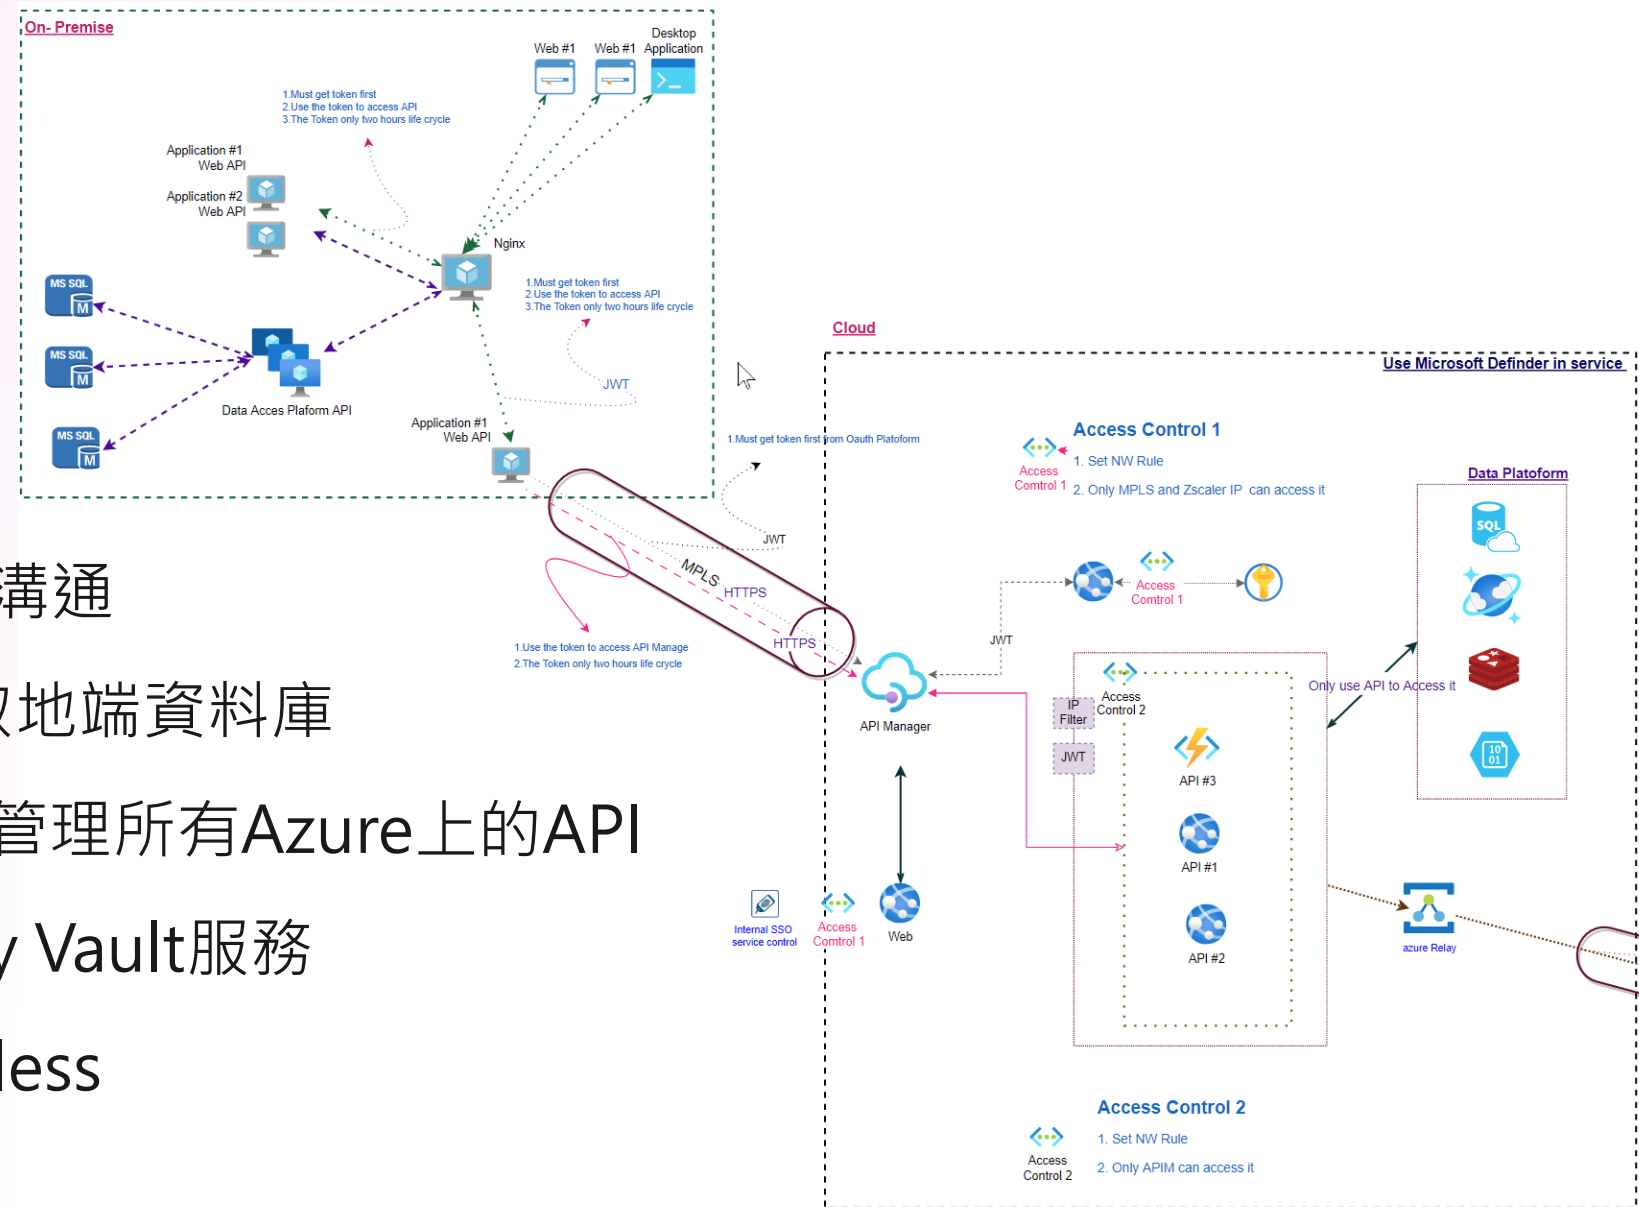 On- Premise
Web #1
Web #1
Desktop
Application
1.Must get token first
2.Use the token to access API
3.The Token only two hours life crycle
Application #1
Web API
Application #2
Web API
Nginx
1.Must get token first
2.Use the token to access API
3.The Token only two hours life crycle
MS SQL
M
MS SQL
M
MS SQL
M
JWT
Data Acces Plaform API
Application #1
Web API
1.Must get token first from Oauth Platoform
JWT
MPLS
HTTPS
HTTPS
1.Use the token to access API Manage
2.The Token only two hours life crycle
Cloud
Use Microsoft Definder in service
Access Control 1
Access
Comtrol 1
1. Set NW Rule
2. Only MPLS and Zscaler IP can access it
Data Platoform
SQL
Access
Comtrol 1
JWT
Access
Control 2
IP
Filter
JWT
Only use API to Access it
10
01
API Manager
API #3
API #1
API #2
Internal SSO
service control
Access
Comtrol 1
Web
azure Relay
Access Control 2
Access
Control 2
1. Set NW Rule
2. Only APIM can access it
溝通
地端資料庫
管理所有Azure上的API
Vault服務
less